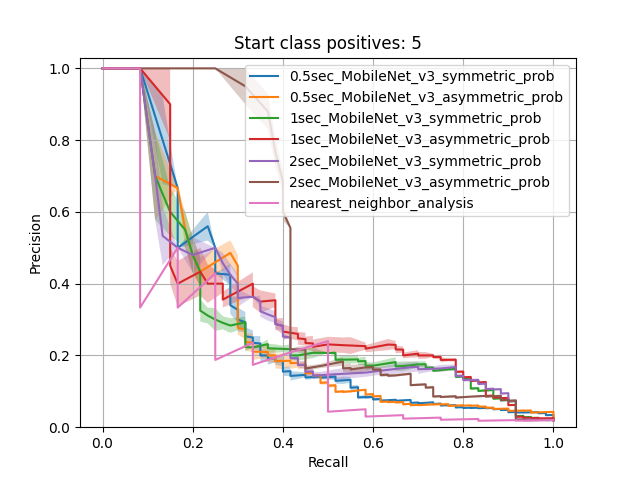 Start class positives: 5
0.5sec_MobileNet_v3_symmetric_prob
0.5sec_MobileNet_v3_asymmetric_prob
1sec_MobileNet_v3_symmetric_prob
1sec_MobileNet_v3_asymmetric_prob
2sec_MobileNet_v3_symmetric_prob
2sec_MobileNet_v3_asymmetric_prob
nearest_neighbor_analysis
Precision
1.0
0.8
0.6
0.4
0.2
0.0
0.0 0.2 0.4 0.6 0.8 1.0
Recall